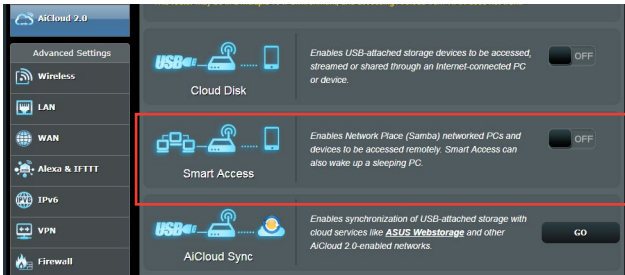 AiCloud 2.0
Advanced Settings
Wireless
LAN
WAN
Alexa & IFTTT
IPv6
VPN
Firewall
USB
Cloud Disk
Enables USB-attached storage devices to be accessed,
streamed or shared through an Internet-connected PC
or device.
OFF
Smart Access
Enables Network Place (Samba) networked PCs and
devices to be accessed remotely. Smart Access can
also wake up a sleeping PC.
OFF
USB
AiCloud Sync
Enables synchronization of USB-attached storage with
cloud services like ASUS Webstorage and other
AiCloud 2.0-enabled networks.
GO